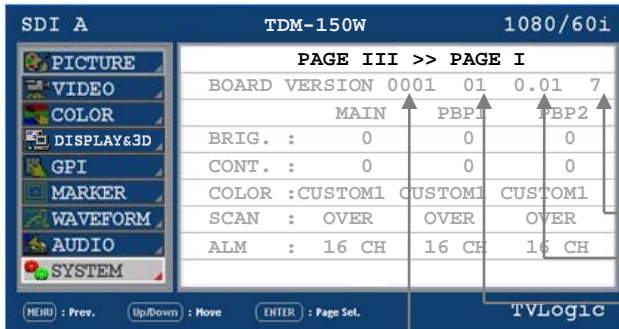 SDI A TDM-150W 1080/60i
PICTURE
VIDEO
COLOR
DISPLAY&3D
GPI
MARKER
WAVEFORM
AUDIO
SYSTEM
PAGE III >> PAGE I
BOARD VERSION 0001 01 0.01 7
MAIN PBP1 PBP2
BRIG. : 0 0 0
CONT. : 0 0 0
COLOR :CUSTOM1 CUSTOM1 CUSTOM1
SCAN : OVER OVER OVER
ALM : 16 CH 16 CH 16 CH
MENU : Prev. Up/Down : Move ENTER : Page Sel. TVLogic